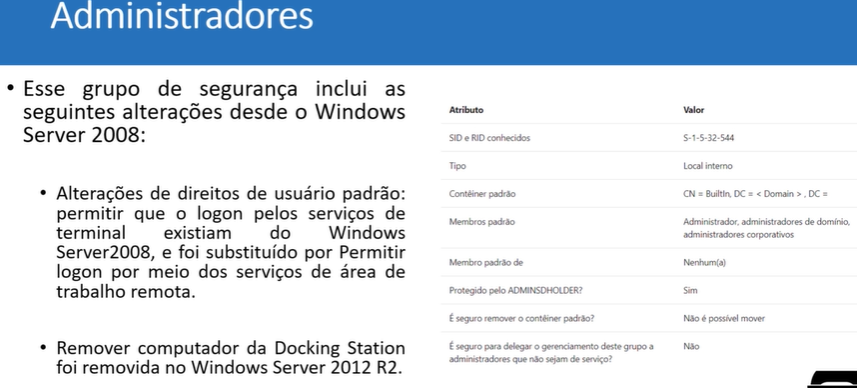 Administradores
• Esse grupo de segurança inclui as
seguintes alterações desde o Windows
Server 2008:
• Alterações de direitos de usuário padrão:
permitir que o logon pelos serviços de
terminal existiam do Windows
Server2008, e foi substituído por Permitir
logon por meio dos serviços de área de
trabalho remota.
• Remover computador da Docking Station
foi removida no Windows Server 2012 R2.
Atributo Valor
SID e RID conhecidos S-1-5-32-544
Tipo Local interno
Contêiner padrão CN = BuiltIn, DC = < Domain > , DC =
Membros padrão Administrador, administradores de domínio,
administradores corporativos
Membro padrão de Nenhum(a)
Protegido pelo ADMINSDHOLDER? Sim
É seguro remover o contêiner padrão? Não é possível mover
É seguro para delegar o gerenciamento deste grupo a Não
administradores que não sejam de serviço?